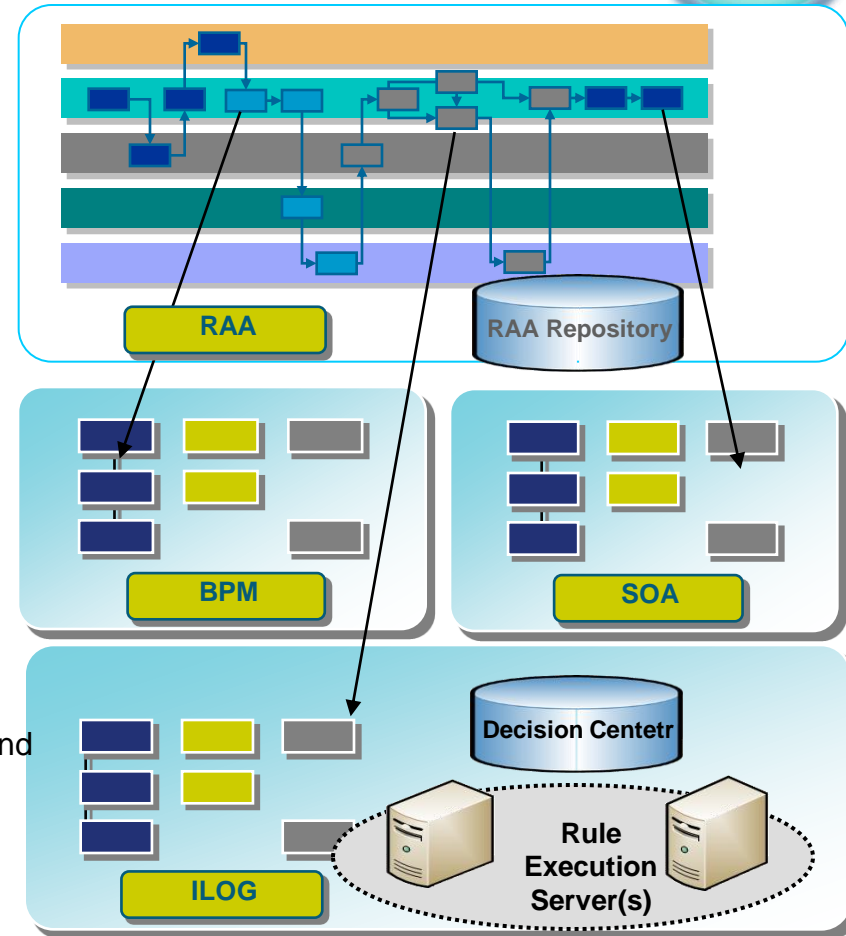 RAA
RAA Repository
BPM
SOA
nd
Decision Centetr
Rule
Execution
Server(s)
ILOG